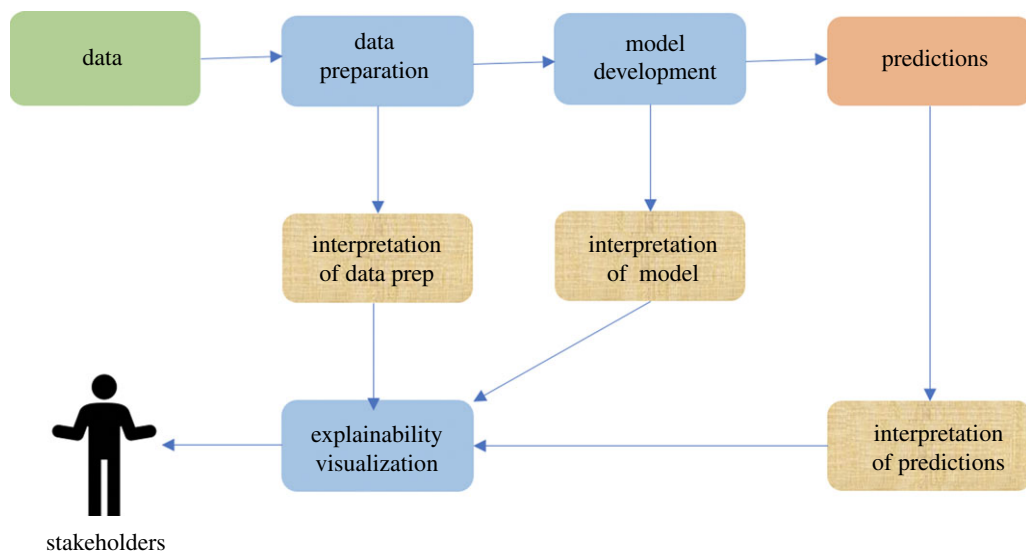 data
data
preparation
model
development
predictions
interpretation
of data prep
interpretation
of model
explainability
visualization
interpretation
of predictions
stakeholders